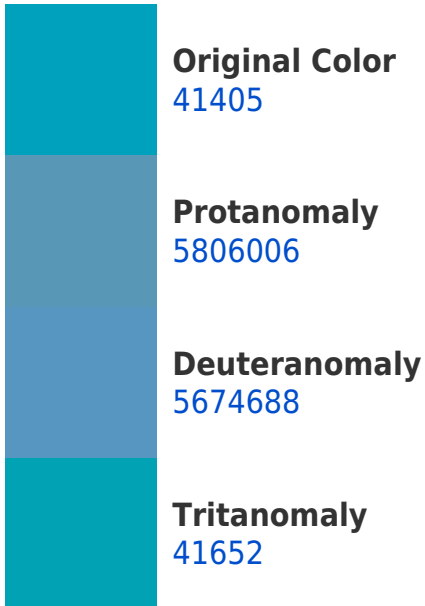 Original Color
41405
Protanomaly
5806006
Deuteranomaly
5674688
Tritanomaly
41652